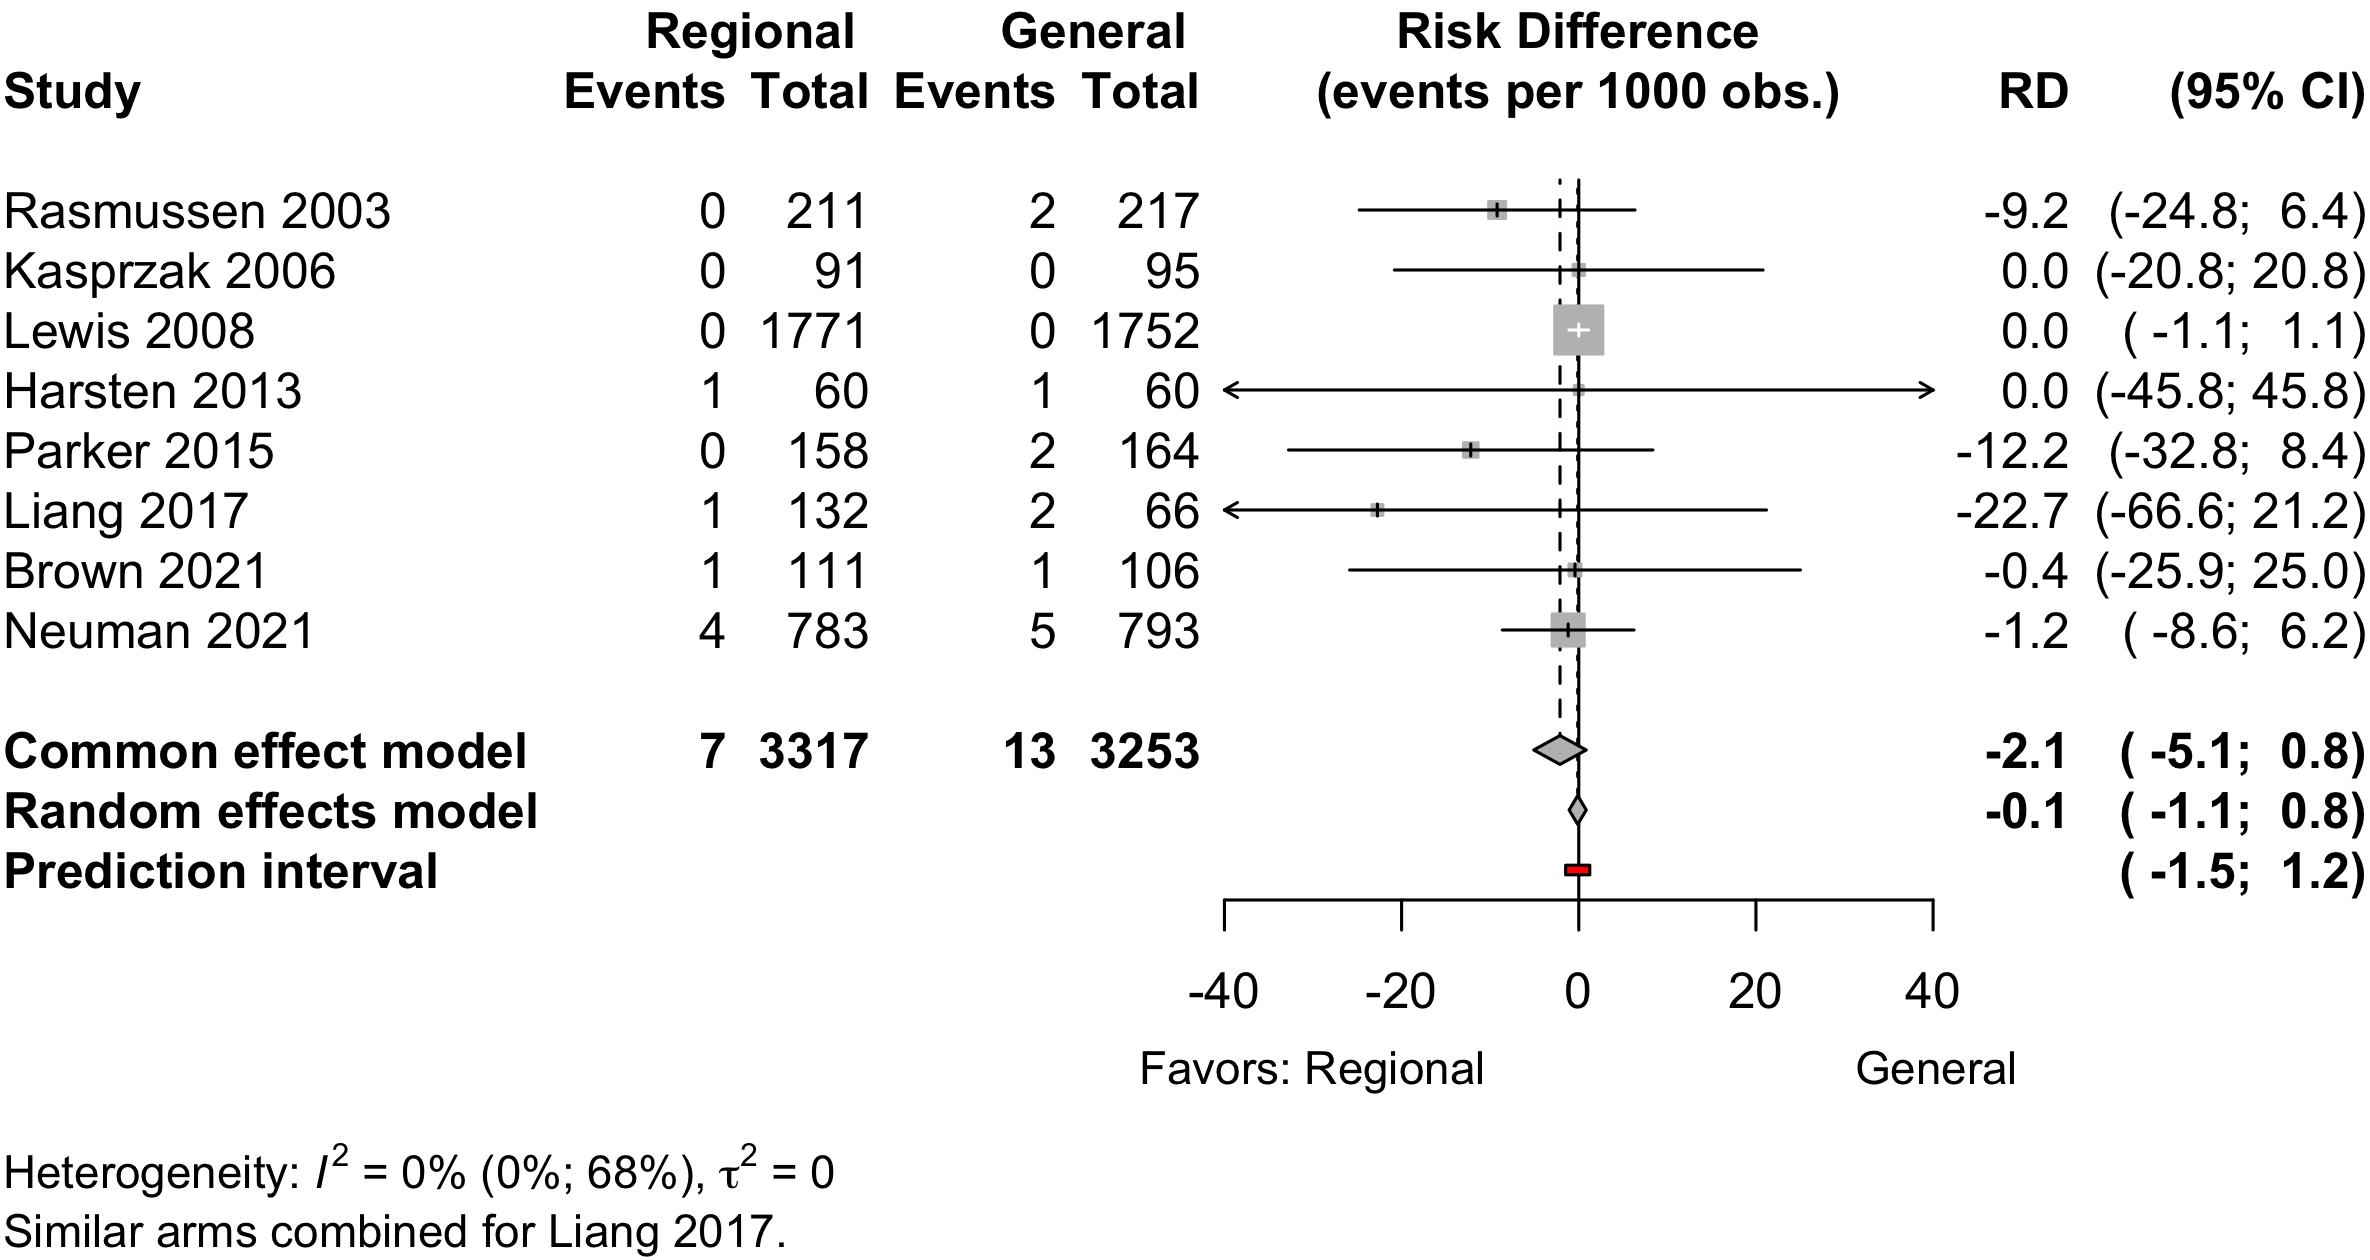 Regional General Risk Difference
Study Events Total Events Total (events per 1000 obs.) RD (95% CI)
Rasmussen 2003 0 211 2 217 -9.2 (-24.8; 6.4)
Kasprzak 2006 0 91 0 95 0.0 (-20.8; 20.8)
Lewis 2008 0 1771 0 1752 0.0 ( -1.1; 1.1)
Harsten 2013 1 60 1 60 0.0 (-45.8; 45.8)
Parker 2015 0 158 2 164 -12.2 (-32.8; 8.4)
Liang 2017 1 132 2 66 -22.7 (-66.6; 21.2)
Brown 2021 1 111 1 106 -0.4 (-25.9; 25.0)
Neuman 2021 4 783 5 793 -1.2 ( -8.6; 6.2)
Common effect model 7 3317 13 3253 -2.1 ( -5.1; 0.8)
Random effects model -0.1 ( -1.1; 0.8)
Prediction interval ( -1.5; 1.2)
-40 -20 0 20 40
Favors: Regional General
Heterogeneity: I² = 0% (0%; 68%), τ² = 0
Similar arms combined for Liang 2017.